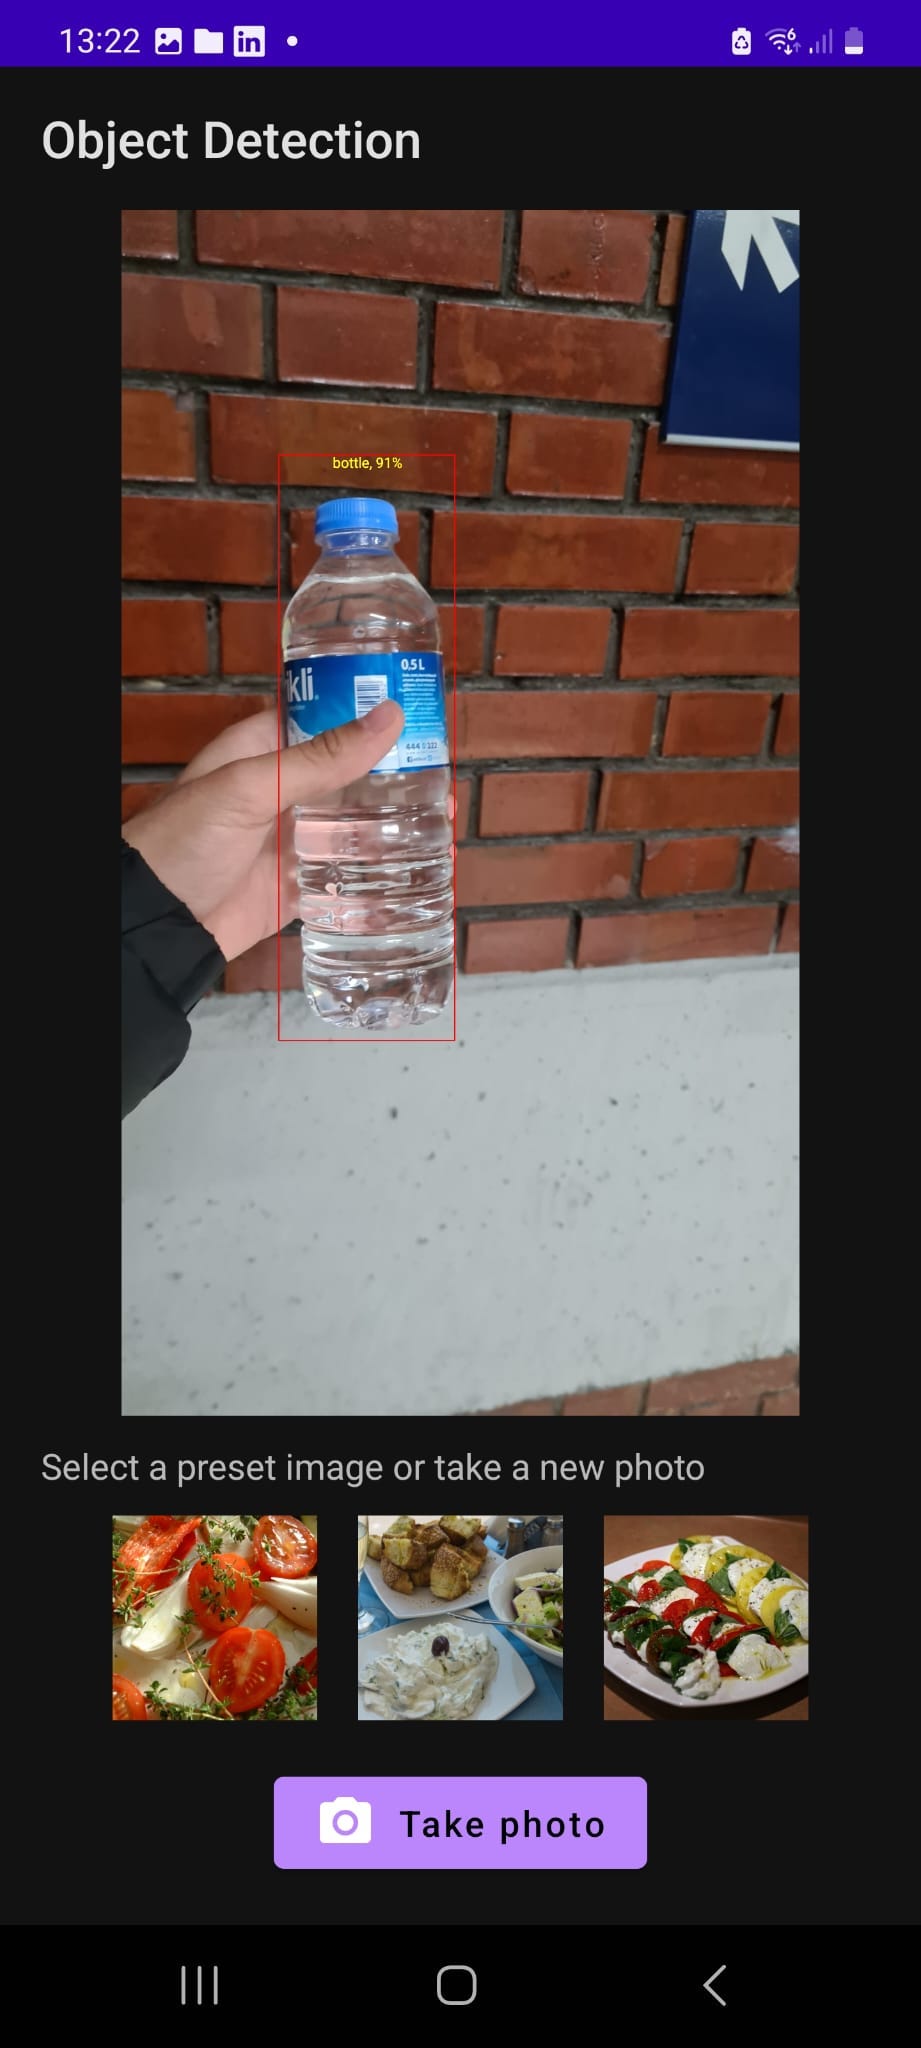 13:22
Object Detection
bottle, 91%
ikli
0,5 L
444 0 222
Select a preset image or take a new photo
Take photo